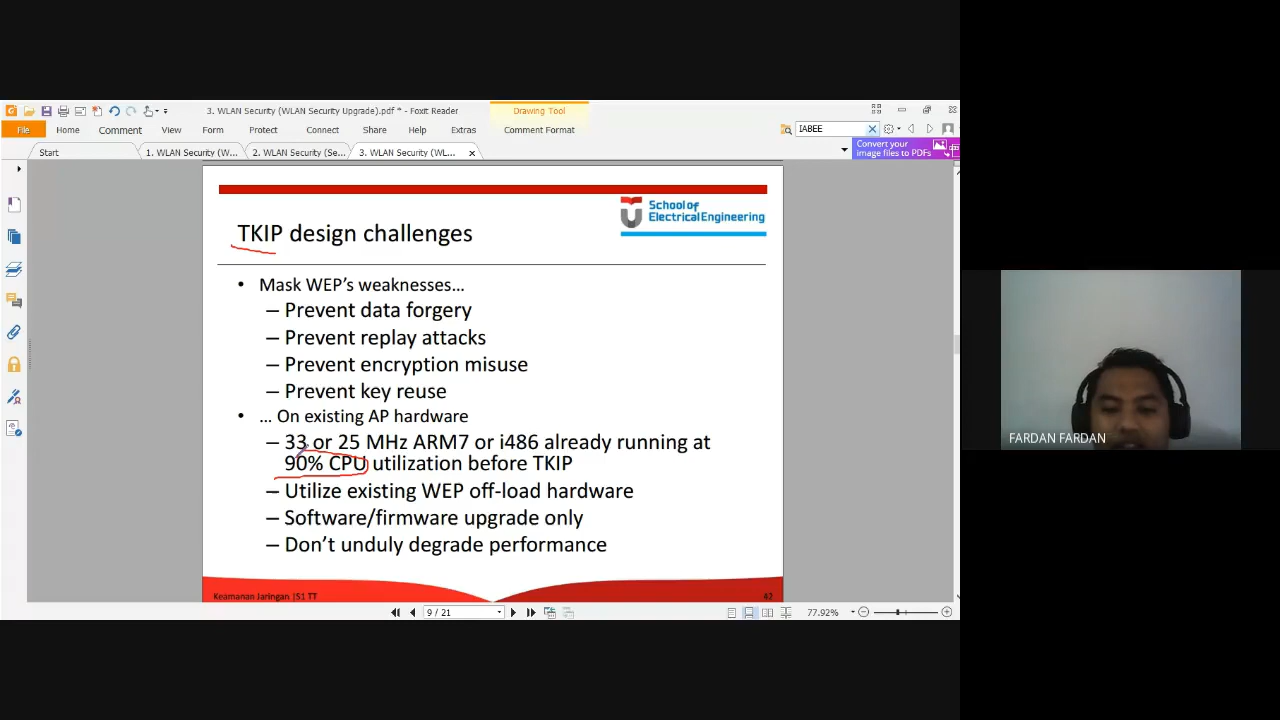 3. WLAN Security (WLAN Security Upgrade).pdf * - Foxit Reader
Drawing Tool
File Home Comment View Form Protect Connect Share Help Extras Comment Format
IABEE
Start
1. WLAN Security (W...
2. WLAN Security (Se...
3. WLAN Security (WL...
Convert your
image files to PDFs
School of
Electrical Engineering
TKIP design challenges
• Mask WEP's weaknesses...
– Prevent data forgery
– Prevent replay attacks
– Prevent encryption misuse
– Prevent key reuse
• ... On existing AP hardware
– 33 or 25 MHz ARM7 or i486 already running at
90% CPU utilization before TKIP
– Utilize existing WEP off-load hardware
– Software/firmware upgrade only
– Don't unduly degrade performance
Keamanan Jaringan |S1 TT
42
9 / 21
77.92%
FARDAN FARDAN